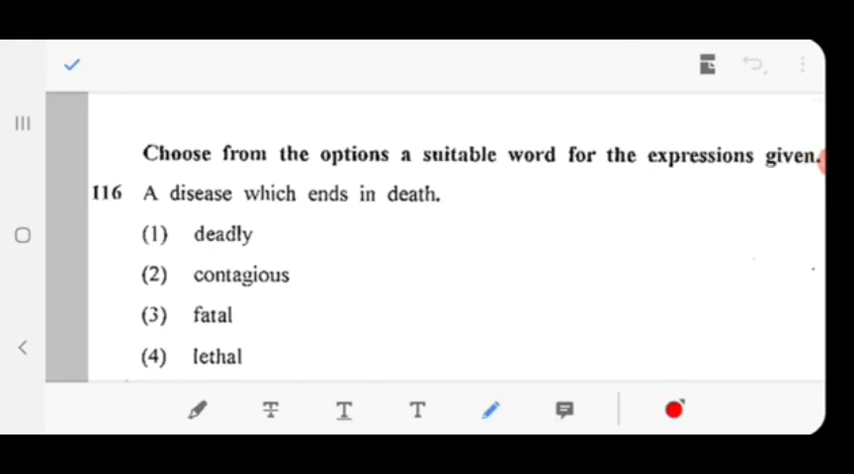 Choose from the options a suitable word for the expressions given.
116 A disease which ends in death.
(1) deadly
(2) contagious
(3) fatal
(4) lethal
T T T